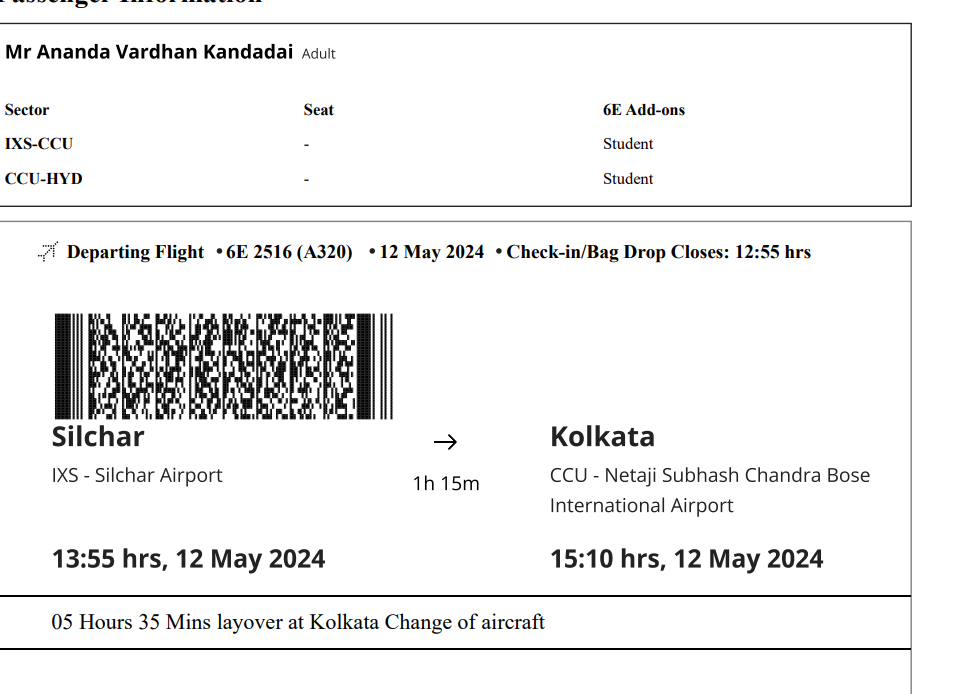 Passenger Information
Mr Ananda Vardhan Kandadai Adult
Sector Seat 6E Add-ons
IXS-CCU - Student
CCU-HYD - Student
Departing Flight • 6E 2516 (A320) • 12 May 2024 • Check-in/Bag Drop Closes: 12:55 hrs
Silchar → Kolkata
IXS - Silchar Airport
1h 15m
CCU - Netaji Subhash Chandra Bose
International Airport
13:55 hrs, 12 May 2024
15:10 hrs, 12 May 2024
05 Hours 35 Mins layover at Kolkata Change of aircraft